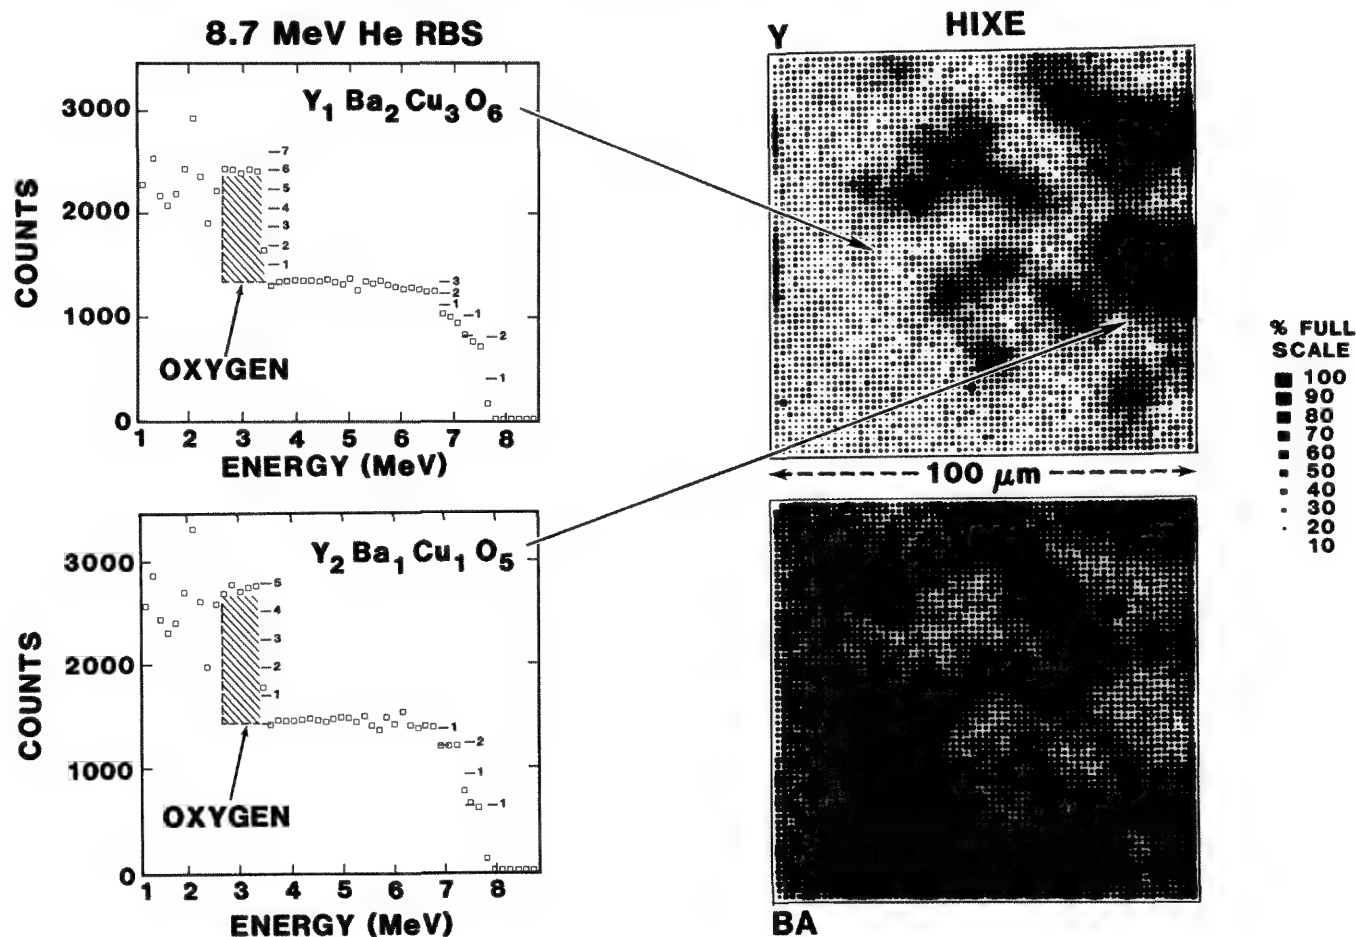 8.7 MeV He RBS
Y1 Ba2 Cu3 O6
3000
2000
1000
0
COUNTS
7
6
5
4
3
2
1
3
2
1
1
2
1
OXYGEN
1 2 3 4 5 6 7 8
ENERGY (MeV)
Y2 Ba1 Cu1 O5
3000
2000
1000
0
COUNTS
5
4
3
2
1
1
2
1
1
OXYGEN
1 2 3 4 5 6 7 8
ENERGY (MeV)
HIXE
Y
100 μm
BA
% FULL
SCALE
100
90
80
70
60
50
40
30
20
10